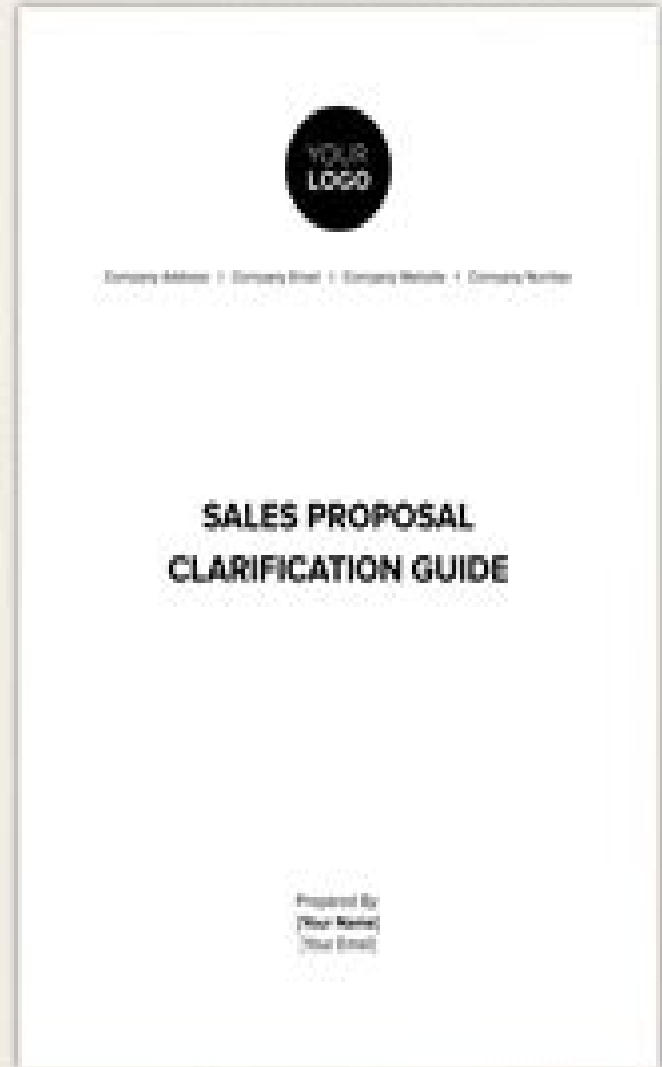 YOUR
LOGO
Company Address | Company Email | Company Website | Company Number
SALES PROPOSAL
CLARIFICATION GUIDE
Prepared By
[Your Name]
[Your Email]